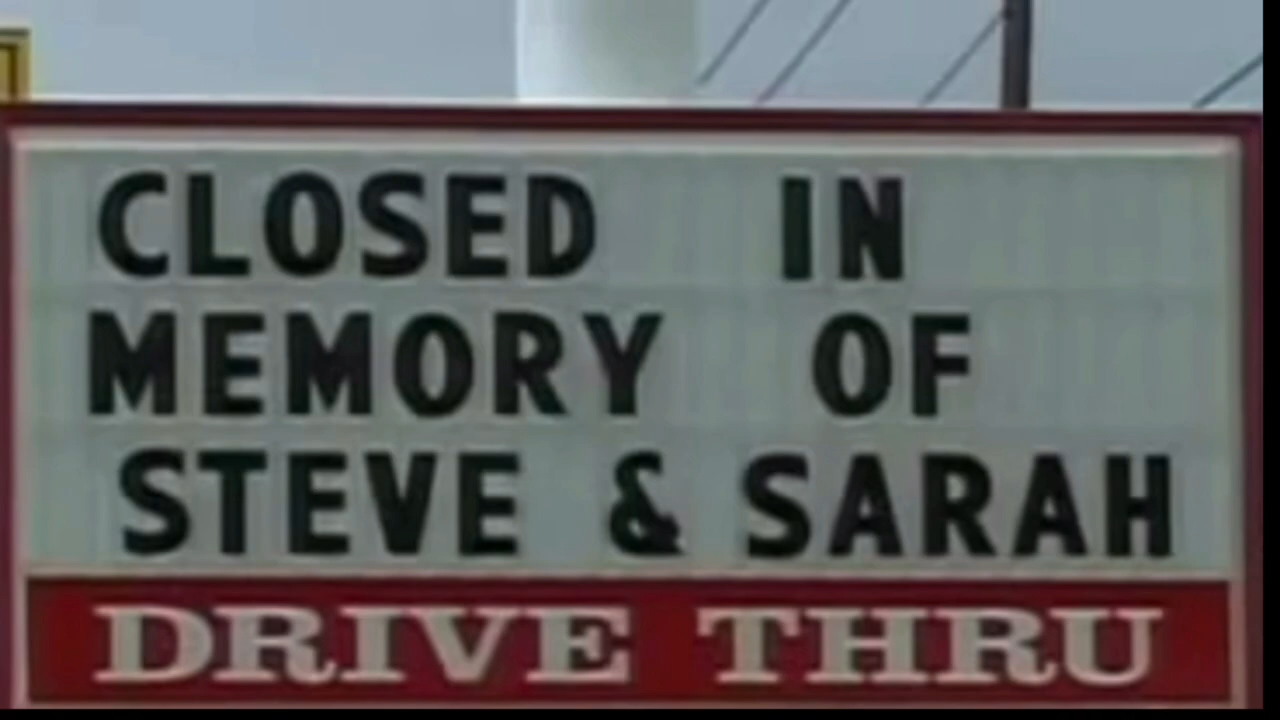 CLOSED IN
MEMORY OF
STEVE & SARAH
DRIVE THRU